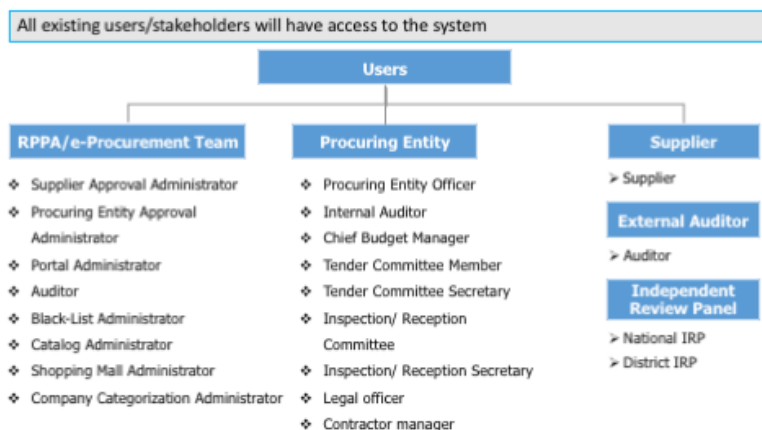 All existing users/stakeholders will have access to the system
Users
RPPA/e-Procurement Team
❖ Supplier Approval Administrator
❖ Procuring Entity Approval
Administrator
❖ Portal Administrator
❖ Auditor
❖ Black-List Administrator
❖ Catalog Administrator
❖ Shopping Mall Administrator
❖ Company Categorization Administrator
Procuring Entity
❖ Procuring Entity Officer
❖ Internal Auditor
❖ Chief Budget Manager
❖ Tender Committee Member
❖ Tender Committee Secretary
❖ Inspection/ Reception
Committee
❖ Inspection/ Reception Secretary
❖ Legal officer
❖ Contractor manager
Supplier
➢ Supplier
External Auditor
➢ Auditor
Independent
Review Panel
➢ National IRP
➢ District IRP